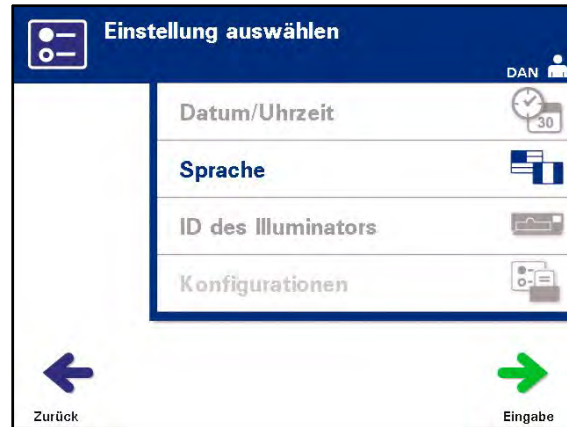 Einstellung auswählen
DAN
Datum/Uhrzeit
30
Sprache
ID des Illuminators
Konfigurationen
Zurück
Eingabe